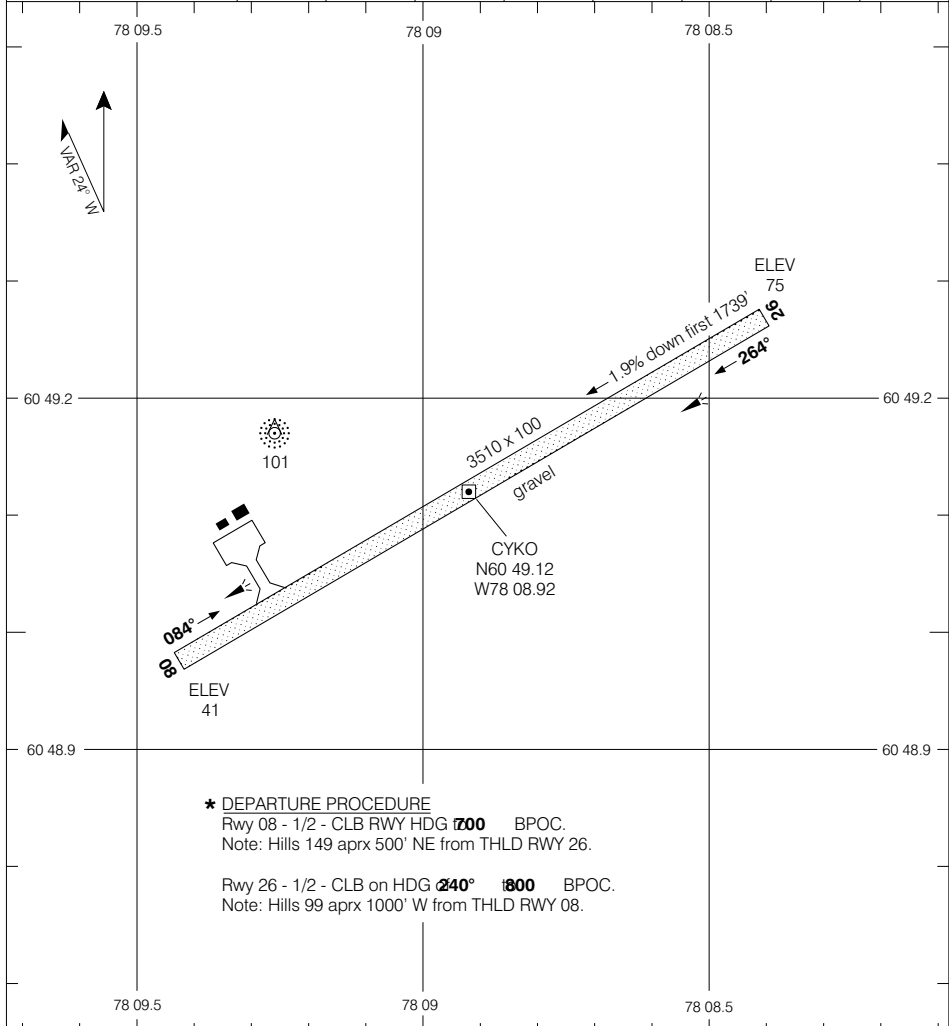 78 09.5
78 09
78 08.5
VAR 24° W
ELEV
75
26
1.9% down first 1739'
264°
60 49.2
60 49.2
3510 x 100
101
gravel
CYKO
N60 49.12
W78 08.92
084°
08
ELEV
41
60 48.9
60 48.9
* DEPARTURE PROCEDURE
Rwy 08 - 1/2 - CLB RWY HDG to 700 BPOC.
Note: Hills 149 aprx 500' NE from THLD RWY 26.
Rwy 26 - 1/2 - CLB on HDG of 240° to 800 BPOC.
Note: Hills 99 aprx 1000' W from THLD RWY 08.
78 09.5
78 09
78 08.5